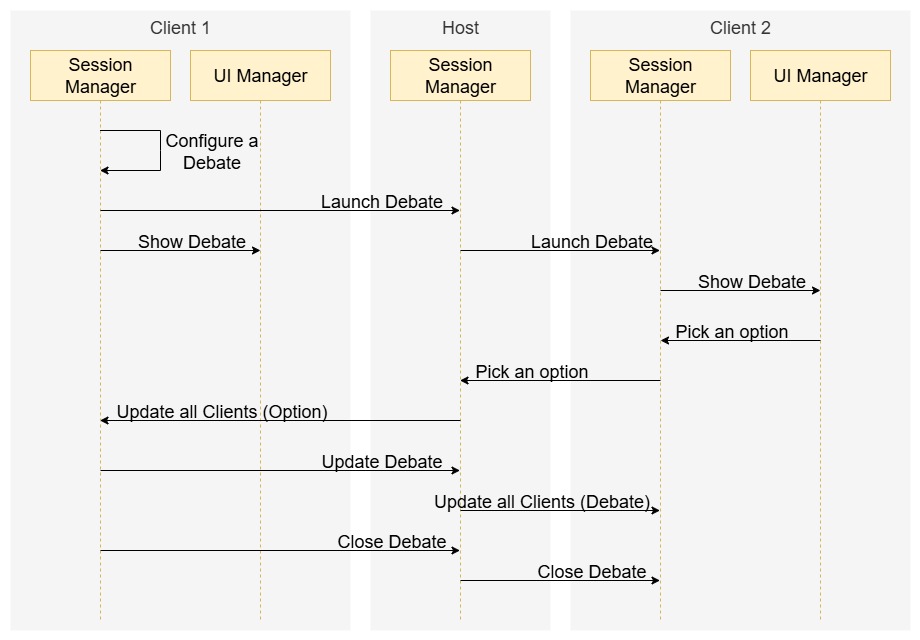 Client 1
Host
Client 2
Session
Manager
UI Manager
Session
Manager
Session
Manager
UI Manager
Configure a
Debate
Launch Debate
Show Debate
Launch Debate
Show Debate
Pick an option
Pick an option
Update all Clients (Option)
Update Debate
Update all Clients (Debate)
Close Debate
Close Debate